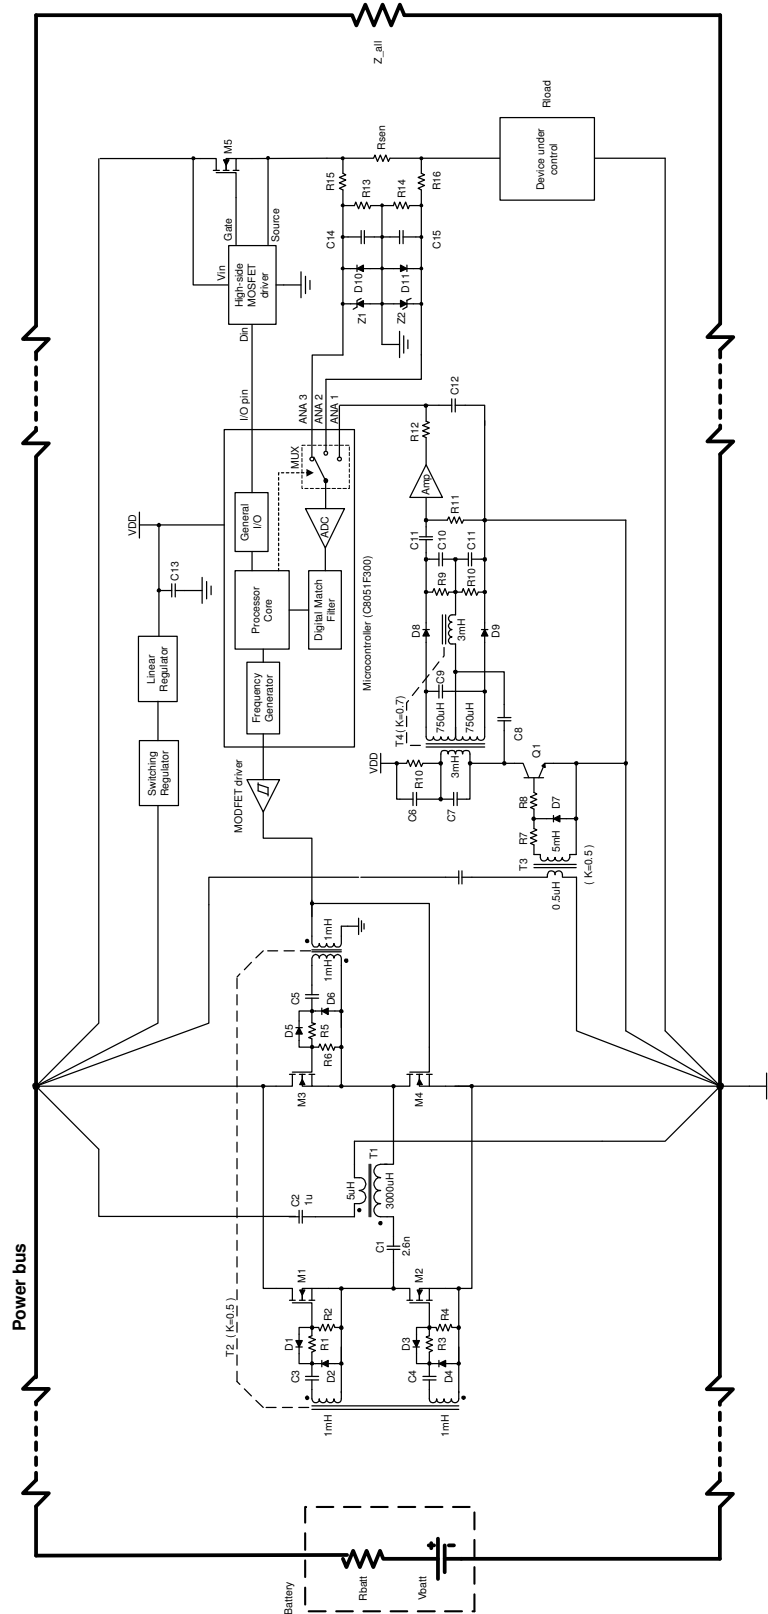 Power bus
Z_all
Battery
Rbatt
Vbatt
+
-
T2 ( K=0.5)
1mH
1mH
C3
D1
D2
R1
R2
M1
C4
D3
D4
R3
R4
M2
C1
2.6n
C2
1u
5uH
T1
3000uH
M3
M4
D5
R6
R5
C5
D6
1mH
1mH
MODFET driver
Switching
Regulator
Linear
Regulator
C13
VDD
Frequency
Generator
Processor
Core
General
I/O
Digital Match
Filter
ADC
MUX
Microcontroller (C8051F300)
I/O pin
ANA 3
ANA 2
ANA 1
Din
High-side
MOSFET
driver
Vin
Gate
Source
M5
Z1
Z2
D10
D11
C14
C15
R13
R14
R15
R16
Rsen
Device under
control
Rload
T3
0.5uH
5mH
( K=0.5 )
R7
R8
D7
Q1
VDD
C6
C7
R10
3mH
T4( K=0.7)
750uH
750uH
C9
C8
3mH
D8
D9
R9
R10
C10
C11
C11
R11
Amp
R12
C12